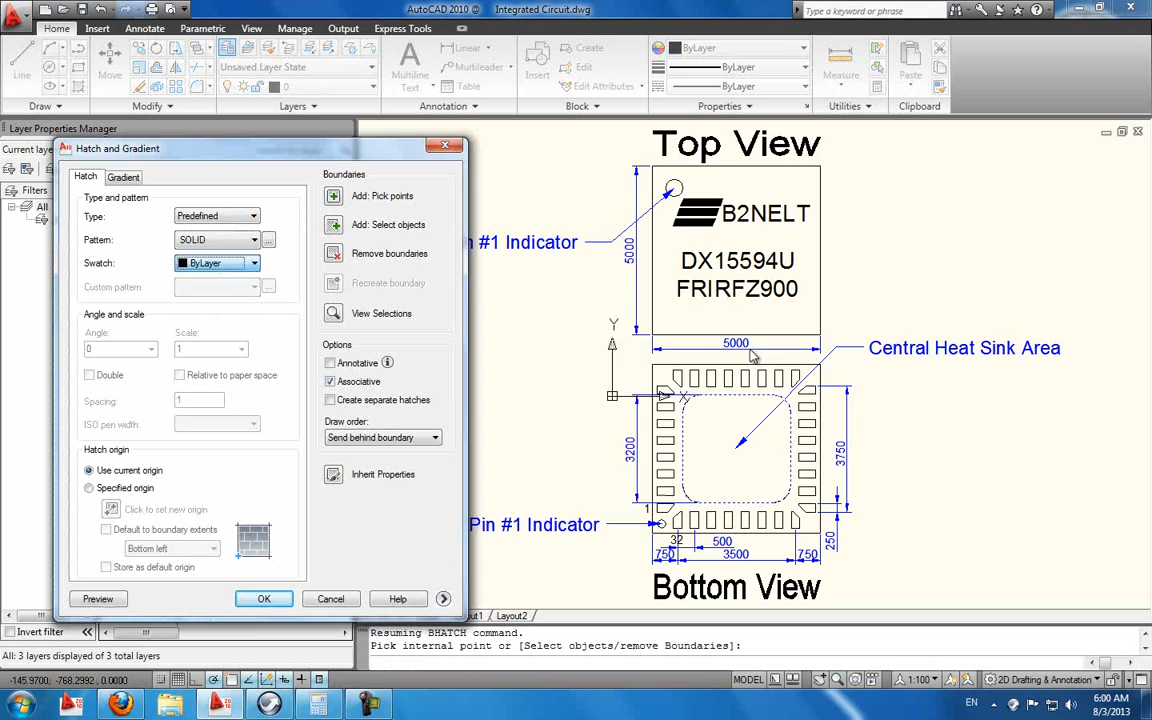 AutoCAD 2010 Integrated Circuit.dwg
Type a keyword or phrase
Home Insert Annotate Parametric View Manage Output Express Tools
Line
Move
Unsaved Layer State
0
Multiline Text
Linear
Multileader
Table
Insert
Create
Edit
Edit Attributes
ByLayer
ByLayer
ByLayer
Measure
Paste
Draw Modify Layers Annotation Block Properties Utilities Clipboard
Layer Properties Manager
Current laye
Filters
All
Invert filter
All: 3 layers displayed of 3 total layers
Hatch and Gradient
Hatch Gradient
Type and pattern
Type: Predefined
Pattern: SOLID
Swatch: ByLayer
Custom pattern:
Angle and scale
Angle: Scale:
0 1
Double Relative to paper space
Spacing: 1
ISO pen width:
Hatch origin
Use current origin
Specified origin
Click to set new origin
Default to boundary extents
Bottom left
Store as default origin
Boundaries
Add: Pick points
Add: Select objects
Remove boundaries
Recreate boundary
View Selections
Options
Annotative
Associative
Create separate hatches
Draw order:
Send behind boundary
Inherit Properties
Preview OK Cancel Help
Top View
n #1 Indicator
B2NELT
DX15594U
FRIRFZ900
5000
5000
Y
X
Central Heat Sink Area
3200
3750
Pin #1 Indicator
1
32
500
250
750 3500 750
Bottom View
Layout2
Resuming BHATCH command.
Pick internal point or [Select objects/remove Boundaries]:
-145.9700, -768.2992, 0.0000
MODEL
1:100
2D Drafting & Annotation
EN
6:00 AM
8/3/2013